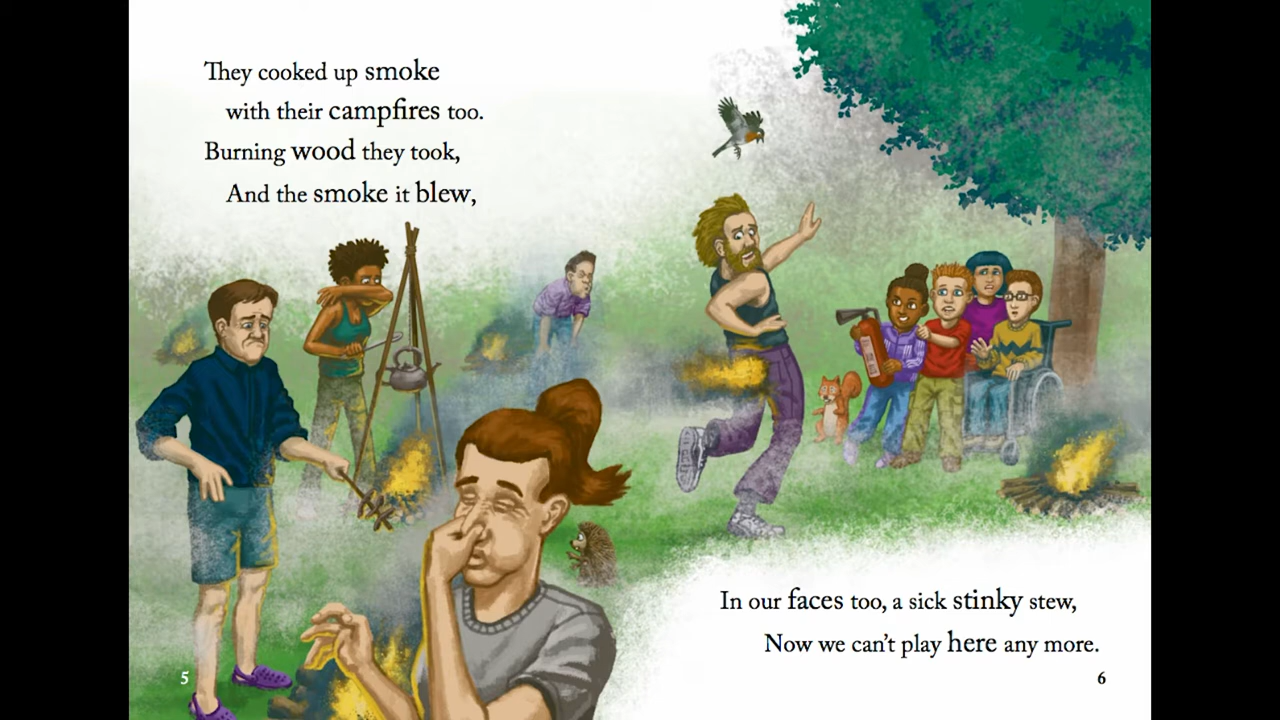 They cooked up smoke
with their campfires too.
Burning wood they took,
And the smoke it blew,
In our faces too, a sick stinky stew,
Now we can't play here any more.
5
6